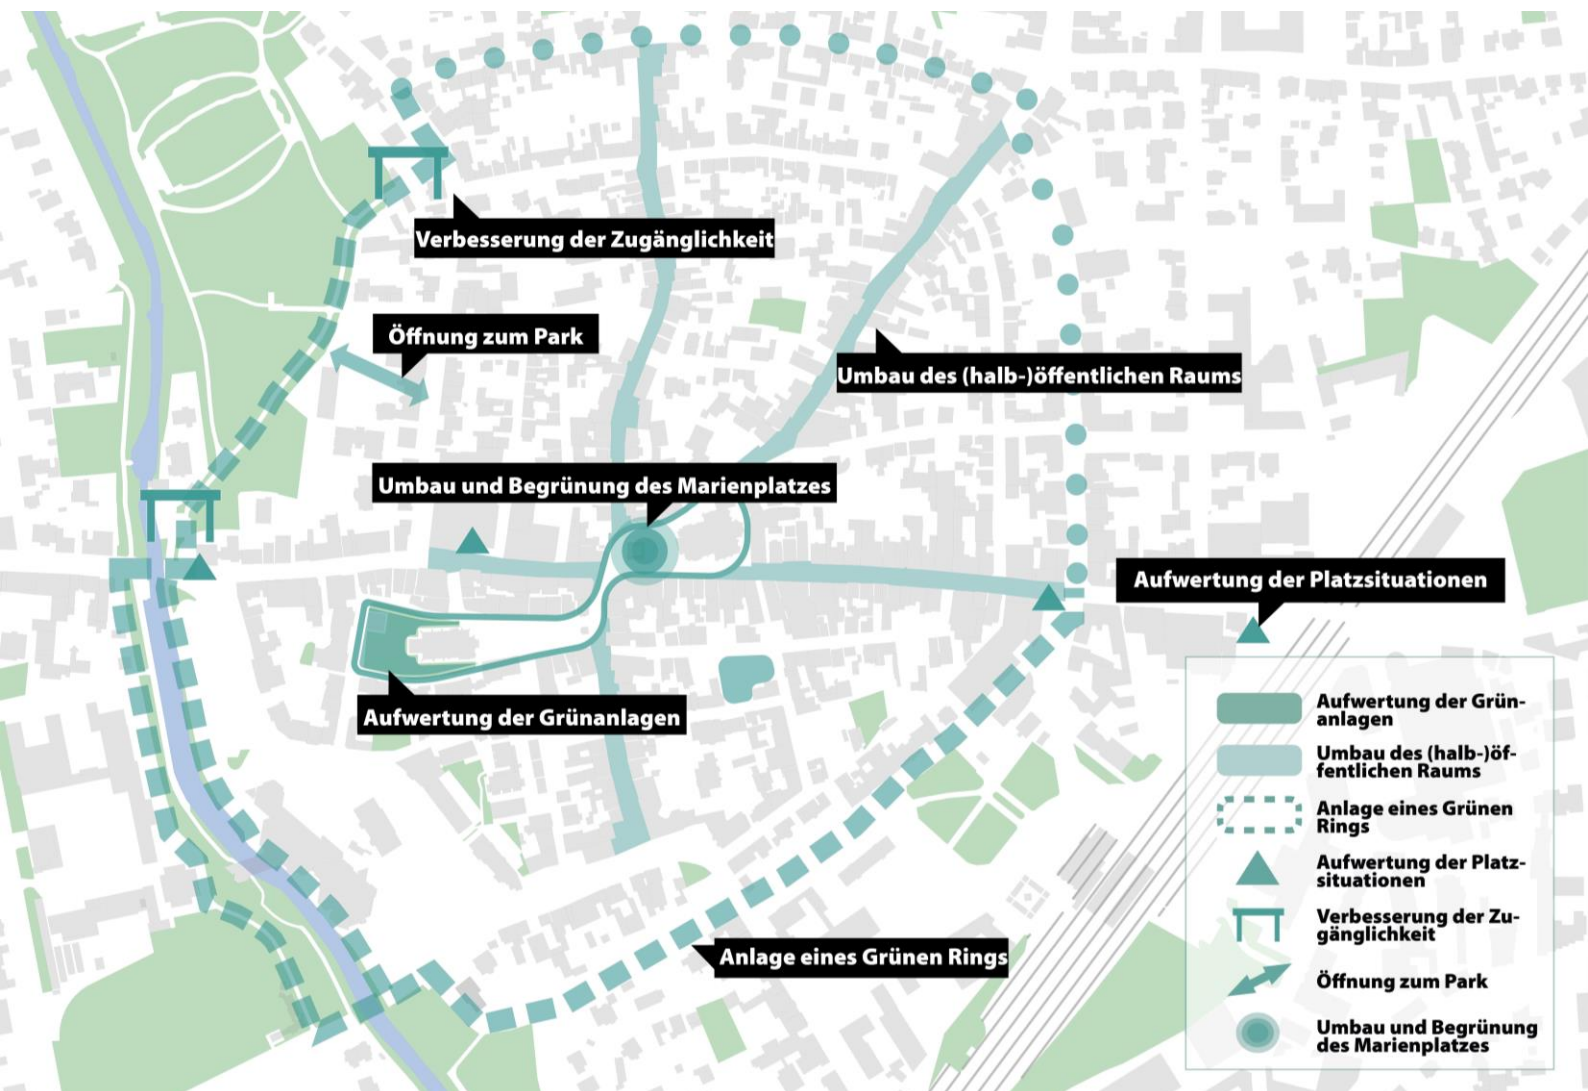 Verbesserung der Zugänglichkeit
Öffnung zum Park
Umbau des (halb-)öffentlichen Raums
Umbau und Begrünung des Marienplatzes
Aufwertung der Platzsituationen
Aufwertung der Grünanlagen
Anlage eines Grünen Rings
Aufwertung der Grün-
anlagen
Umbau des (halb-)öf-
fentlichen Raums
Anlage eines Grünen
Rings
Aufwertung der Platz-
situationen
Verbesserung der Zu-
gänglichkeit
Öffnung zum Park
Umbau und Begrünung
des Marienplatzes